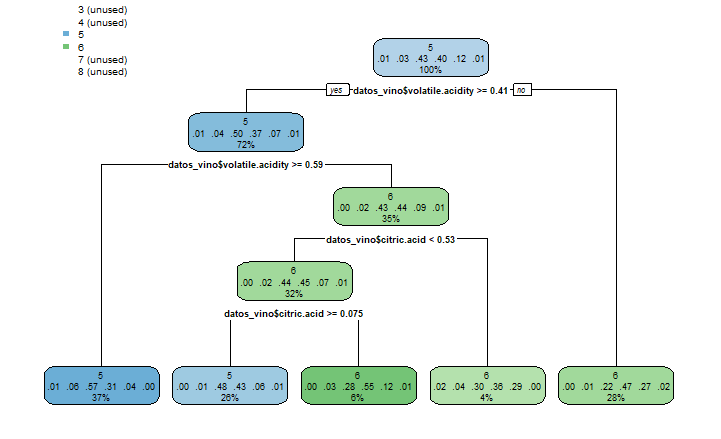 3 (unused)
4 (unused)
5
6
7 (unused)
8 (unused)
5
.01 .03 .43 .40 .12 .01
100%
yes datos_vino$volatile.acidity >= 0.41 no
5
.01 .04 .50 .37 .07 .01
72%
datos_vino$volatile.acidity >= 0.59
6
.00 .02 .43 .44 .09 .01
35%
datos_vino$citric.acid < 0.53
6
.00 .02 .44 .45 .07 .01
32%
datos_vino$citric.acid >= 0.075
5
.01 .06 .57 .31 .04 .00
37%
5
.00 .01 .48 .43 .06 .01
26%
6
.00 .03 .28 .55 .12 .01
6%
6
.02 .04 .30 .36 .29 .00
4%
6
.00 .01 .22 .47 .27 .02
28%